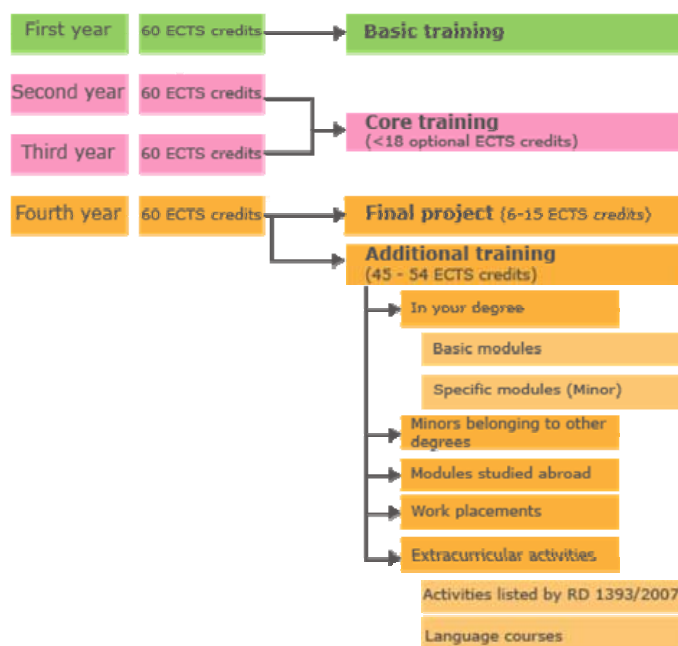 First year 60 ECTS credits Basic training
Second year 60 ECTS credits
Core training
(<18 optional ECTS credits)
Third year 60 ECTS credits
Fourth year 60 ECTS credits Final project (6-15 ECTS credits)
Additional training
(45 - 54 ECTS credits)
In your degree
Basic modules
Specific modules (Minor)
Minors belonging to other
degrees
Modules studied abroad
Work placements
Extracurricular activities
Activities listed by RD 1393/2007
Language courses